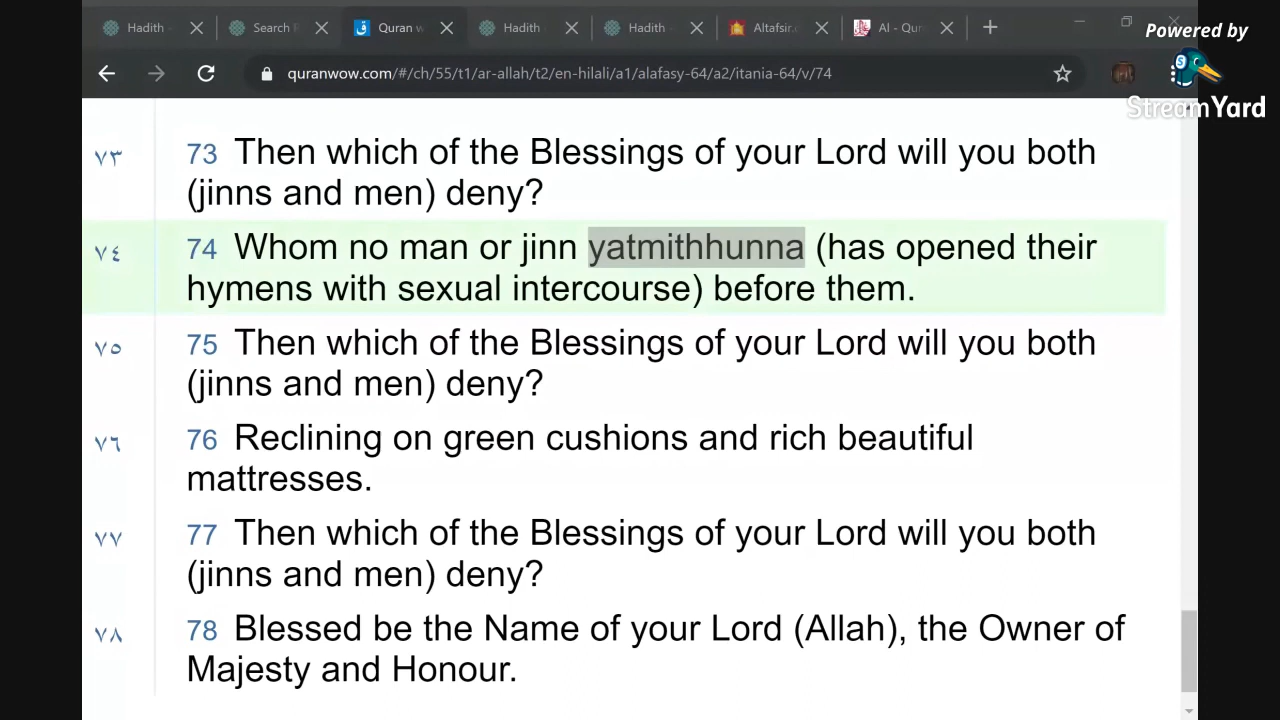 Hadith -
Search R
Quran w
Hadith
Hadith
Altafsir.c
Al - Qur
Powered by
quranwow.com/#/ch/55/t1/ar-allah/t2/en-hilali/a1/alafasy-64/a2/itania-64/v/74
StreamYard
٧٣ 73 Then which of the Blessings of your Lord will you both
(jinns and men) deny?
٧٤ 74 Whom no man or jinn yatmithhunna (has opened their
hymens with sexual intercourse) before them.
٧٥ 75 Then which of the Blessings of your Lord will you both
(jinns and men) deny?
٧٦ 76 Reclining on green cushions and rich beautiful
mattresses.
٧٧ 77 Then which of the Blessings of your Lord will you both
(jinns and men) deny?
٧٨ 78 Blessed be the Name of your Lord (Allah), the Owner of
Majesty and Honour.